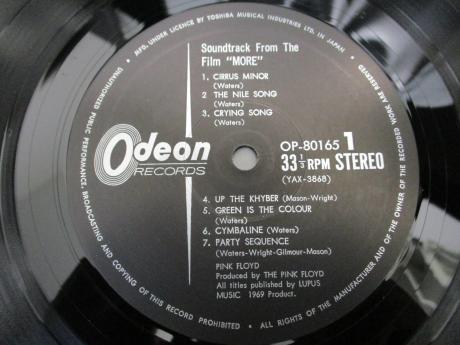 MFD. UNDER LICENCE BY TOSHIBA MUSICAL INDUSTRIES LTD. IN JAPAN
ALL RIGHTS OF THE MANUFACTURER AND OF THE OWNER OF THE RECORDED WORK ARE RESERVED
UNAUTHORIZED PUBLIC PERFORMANCE, BROADCASTING AND COPYING OF THIS RECORD PROHIBITED
Soundtrack From The
Film "MORE"
1. CIRRUS MINOR
(Waters)
2. THE NILE SONG
(Waters)
3. CRYING SONG
(Waters)
Odeon
RECORDS
OP-80165 1
33 1/3 RPM STEREO
(YAX-3868)
4. UP THE KHYBER (Mason-Wright)
5. GREEN IS THE COLOUR
(Waters)
6. CYMBALINE (Waters)
7. PARTY SEQUENCE
(Waters-Wright-Gilmour-Mason)
PINK FLOYD
Produced by THE PINK FLOYD
All titles published by LUPUS
MUSIC 1969 Product.